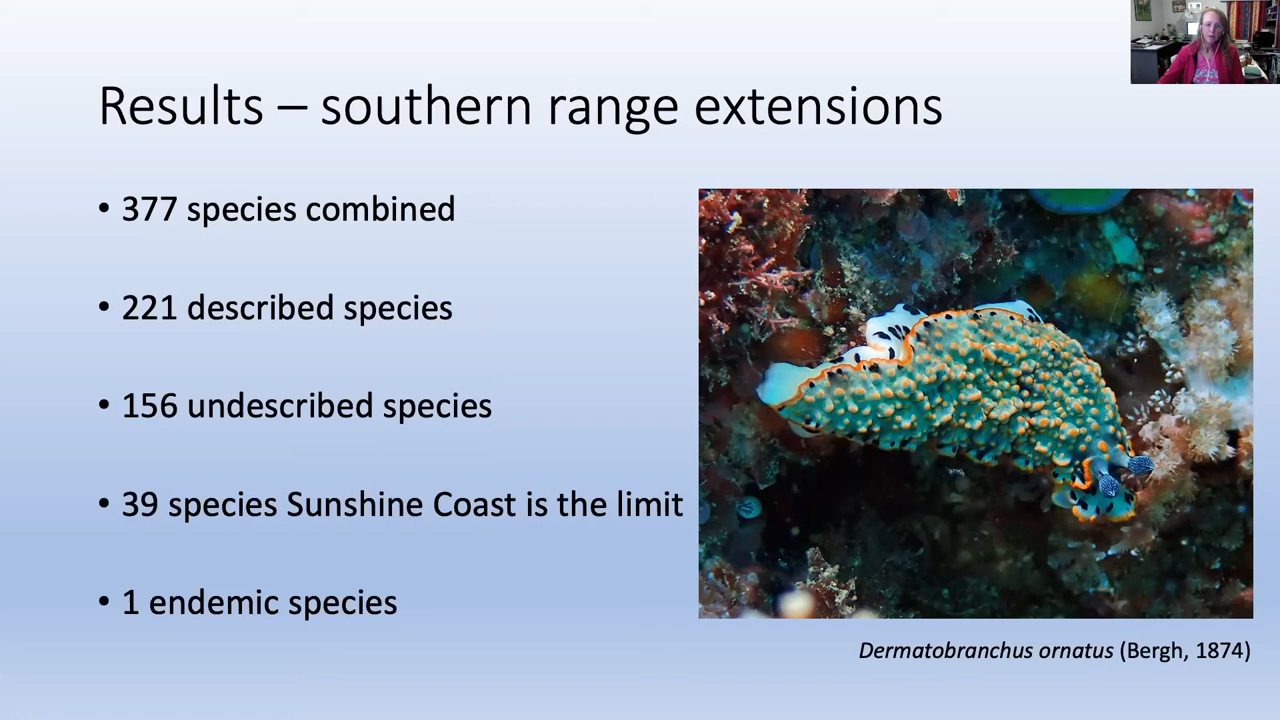 Results – southern range extensions
• 377 species combined
• 221 described species
• 156 undescribed species
• 39 species Sunshine Coast is the limit
• 1 endemic species
Dermatobranchus ornatus (Bergh, 1874)